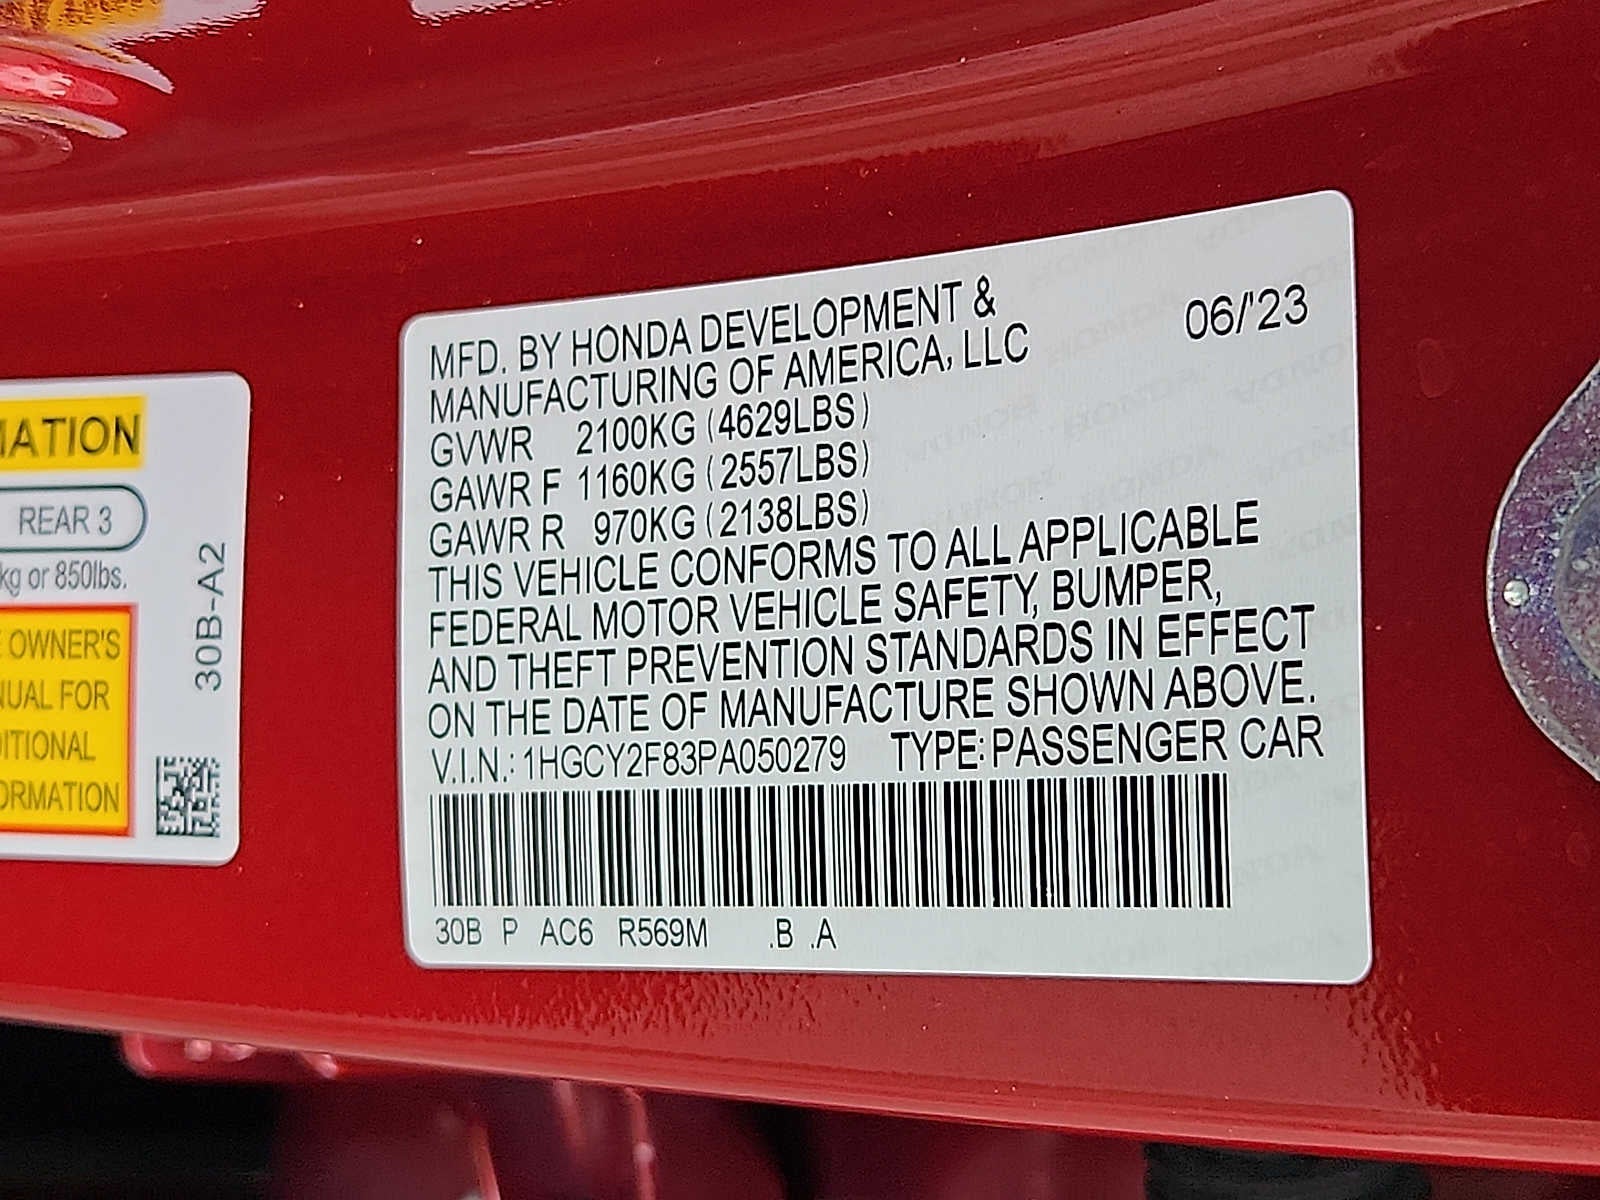 MATION
REAR 3
kg or 850lbs.
OWNER'S
FOR
30B-A2
MFD. BY HONDA DEVELOPMENT &
MANUFACTURING OF AMERICA, LLC
06/'23
GVWR 2100KG (4629LBS)
GAWR F 1160KG (2557LBS)
GAWR R 970KG (2138LBS)
THIS VEHICLE CONFORMS TO ALL APPLICABLE
FEDERAL MOTOR VEHICLE SAFETY, BUMPER,
AND THEFT PREVENTION STANDARDS IN EFFECT
ON THE DATE OF MANUFACTURE SHOWN ABOVE.
V.I.N.: 1HGCY2F83PA050279 TYPE: PASSENGER CAR
30B P AC6 R569M .B .A